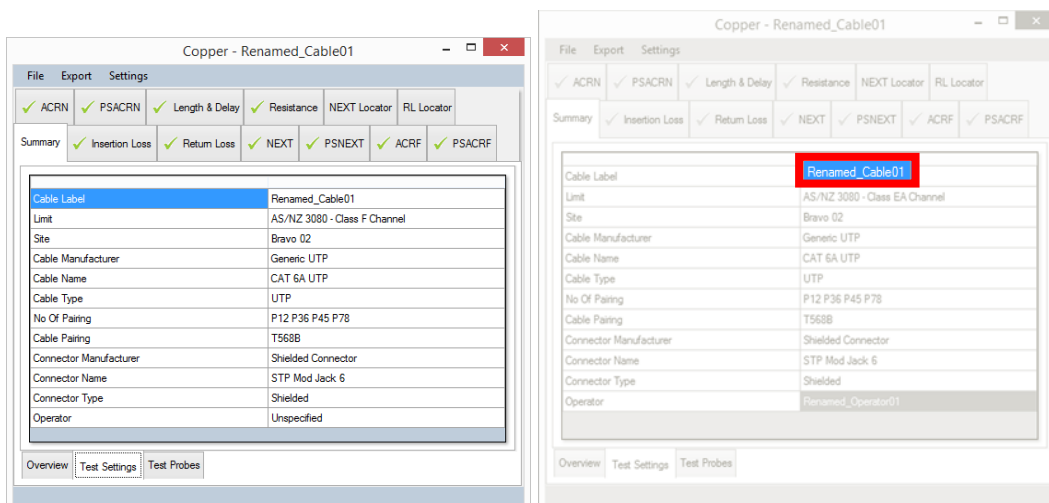 Copper - Renamed_Cable01
File Export Settings
ACRN PSACRN Length & Delay Resistance NEXT Locator RL Locator
Summary Insertion Loss Return Loss NEXT PSNEXT ACRF PSACRF
Cable Label Renamed_Cable01
Limit AS/NZ 3080 - Class F Channel
Site Bravo 02
Cable Manufacturer Generic UTP
Cable Name CAT 6A UTP
Cable Type UTP
No Of Pairing P12 P36 P45 P78
Cable Pairing T568B
Connector Manufacturer Shielded Connector
Connector Name STP Mod Jack 6
Connector Type Shielded
Operator Unspecified
Overview Test Settings Test Probes
Copper - Renamed_Cable01
File Export Settings
ACRN PSACRN Length & Delay Resistance NEXT Locator RL Locator
Summary Insertion Loss Return Loss NEXT PSNEXT ACRF PSACRF
Cable Label Renamed_Cable01
Limit AS/NZ 3080 - Class EA Channel
Site Bravo 02
Cable Manufacturer Generic UTP
Cable Name CAT 6A UTP
Cable Type UTP
No Of Pairing P12 P36 P45 P78
Cable Pairing T568B
Connector Manufacturer Shielded Connector
Connector Name STP Mod Jack 6
Connector Type Shielded
Operator Renamed_Operator01
Overview Test Settings Test Probes